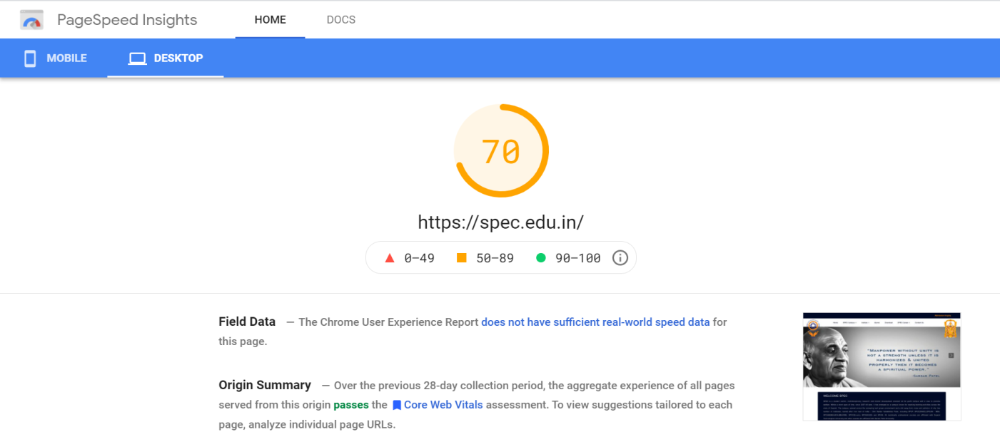 PageSpeed Insights
HOME
DOCS
MOBILE
DESKTOP
70
https://spec.edu.in/
0–49
50–89
90–100
Field Data — The Chrome User Experience Report does not have sufficient real-world speed data for
this page.
Origin Summary — Over the previous 28-day collection period, the aggregate experience of all pages
served from this origin passes the Core Web Vitals assessment. To view suggestions tailored to each
page, analyze individual page URLs.
"MANPOWER WITHOUT UNITY IS
NOT A STRENGTH UNLESS IT IS
HARMONIZED & UNITED
PROPERLY THEN IT BECOMES
A SPIRITUAL POWER."
-SARDAR PATEL
WELCOME SPEC